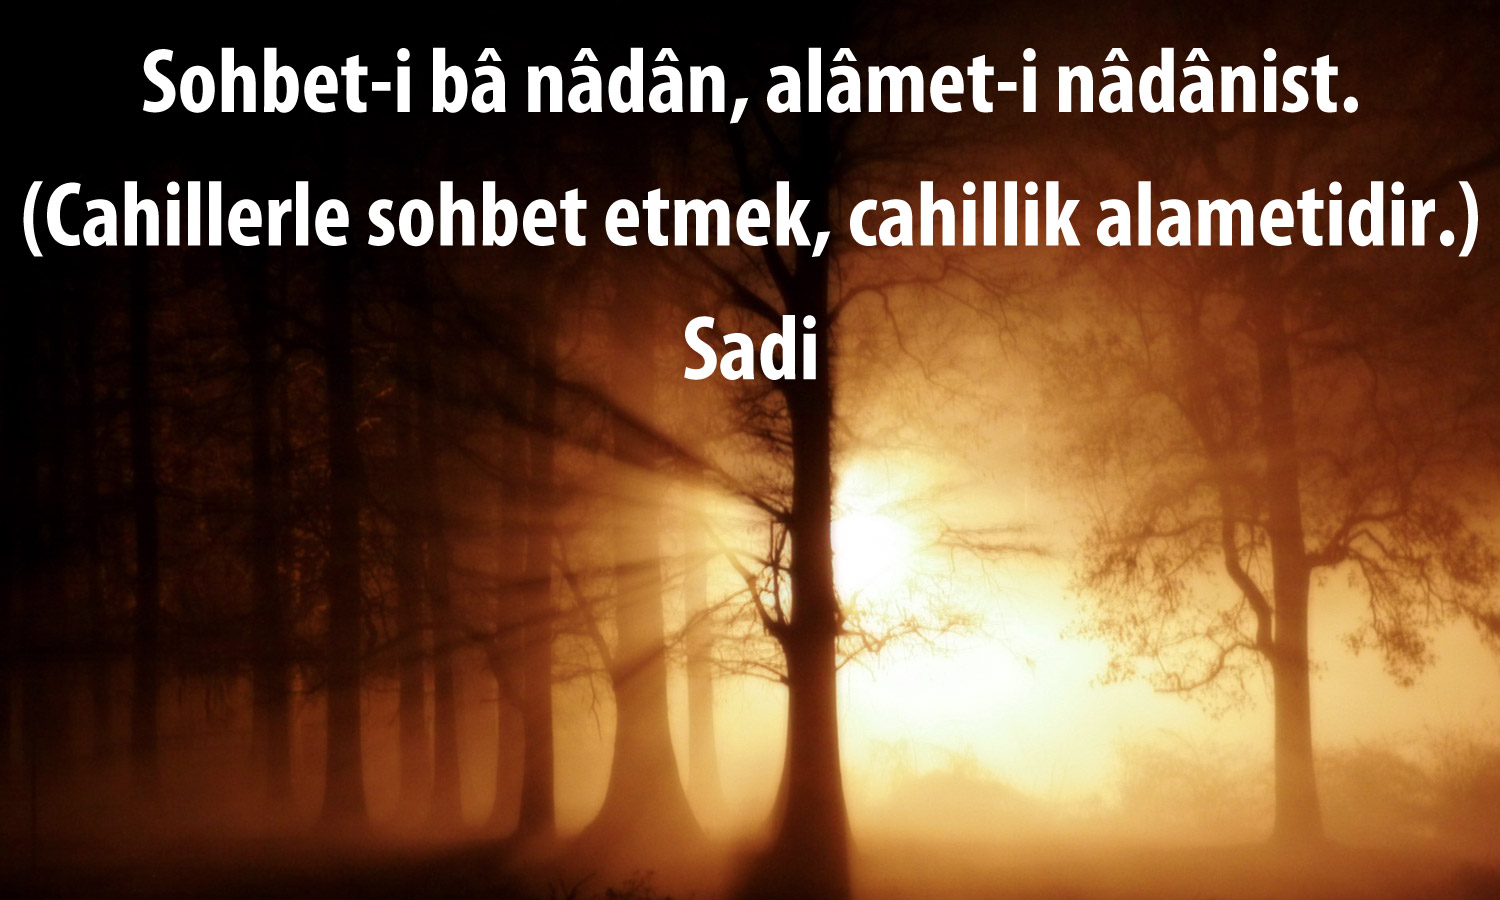 Sohbet-i bâ nâdân, alâmet-i nâdânist.
(Cahillerle sohbet etmek, cahillik alametidir.)
Sadi